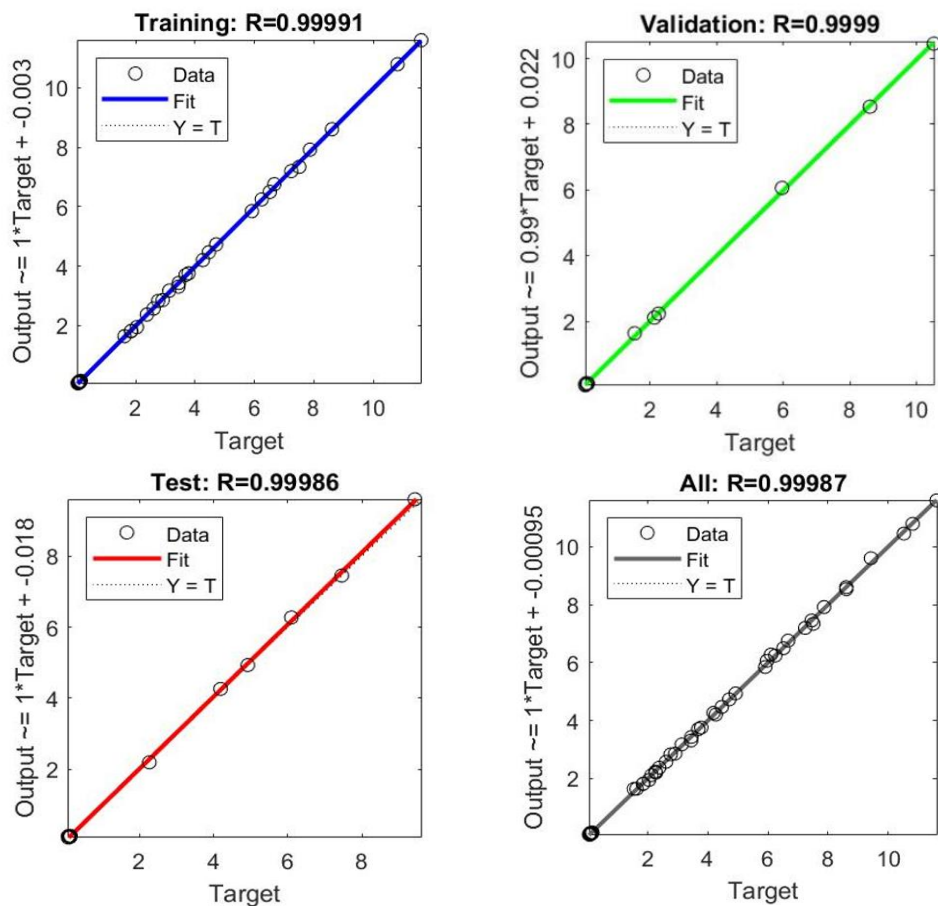 Training: R=0.99991
Output ~= 1*Target + -0.003
Data
Fit
Y = T
10
8
6
4
2
2
4
6
8
10
Target
Validation: R=0.9999
Output ~= 0.99*Target + 0.022
Data
Fit
Y = T
10
8
6
4
2
2
4
6
8
10
Target
Test: R=0.99986
Output ~= 1*Target + -0.018
Data
Fit
Y = T
8
6
4
2
2
4
6
8
Target
All: R=0.99987
Output ~= 1*Target + -0.00095
Data
Fit
Y = T
10
8
6
4
2
2
4
6
8
10
Target